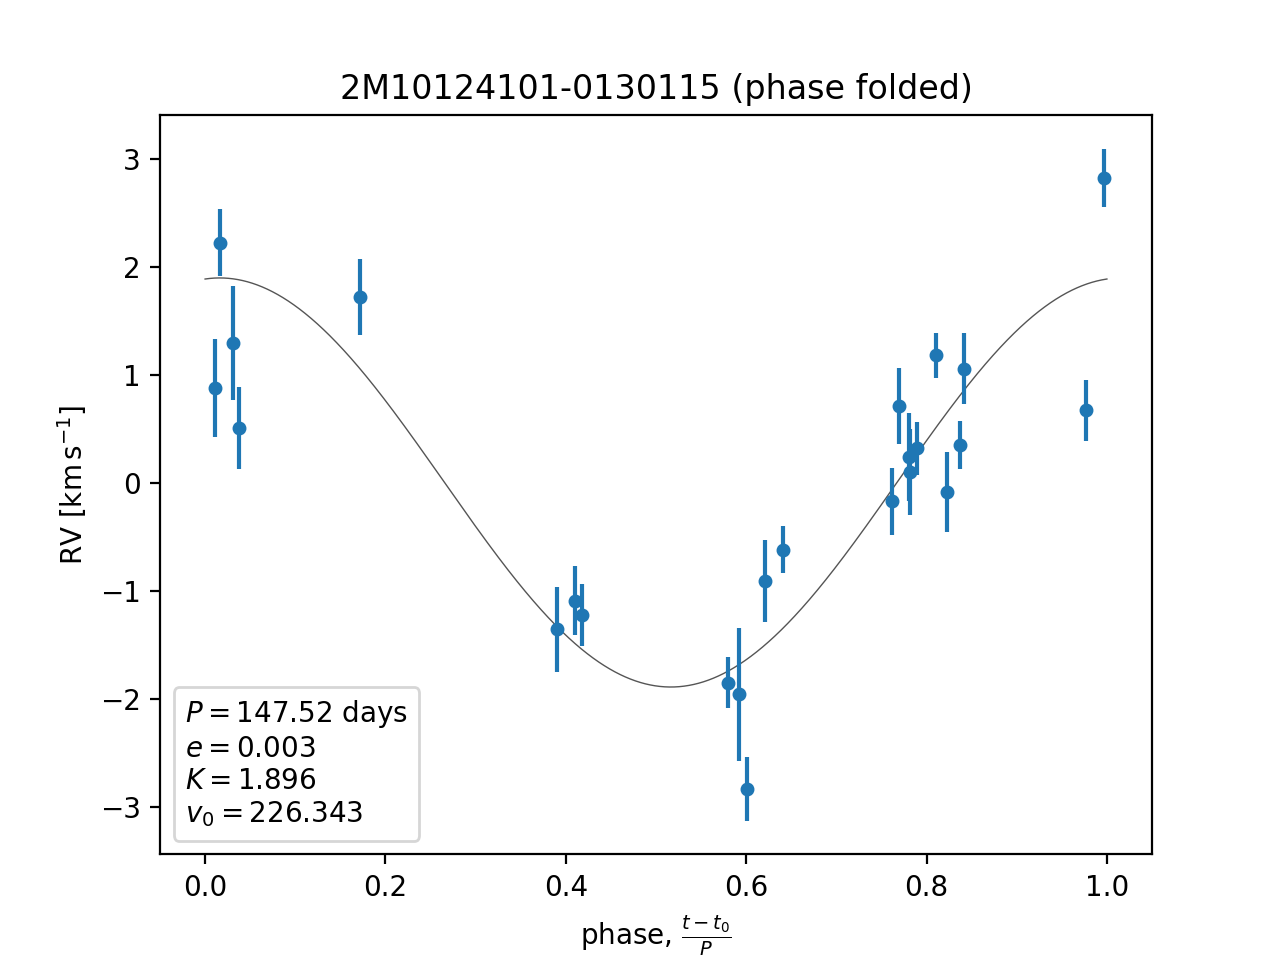 2M10124101-0130115 (phase folded)
RV [km s⁻¹]
3
2
1
0
−1
−2
−3
P = 147.52 days
e = 0.003
K = 1.896
v₀ = 226.343
0.0 0.2 0.4 0.6 0.8 1.0
phase, (t − t₀)/P